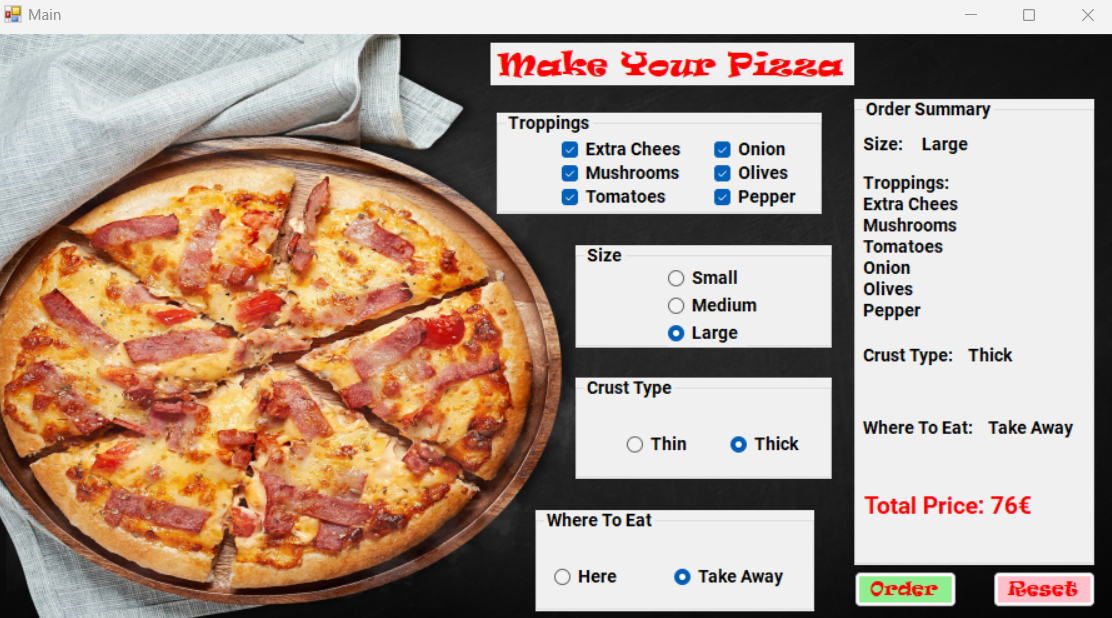 Main
Make Your Pizza
Troppings
Extra Chees Onion
Mushrooms Olives
Tomatoes Pepper
Size
Small
Medium
Large
Crust Type
Thin Thick
Where To Eat
Here Take Away
Order Summary
Size: Large
Troppings:
Extra Chees
Mushrooms
Tomatoes
Onion
Olives
Pepper
Crust Type: Thick
Where To Eat: Take Away
Total Price: 76€
Order Reset